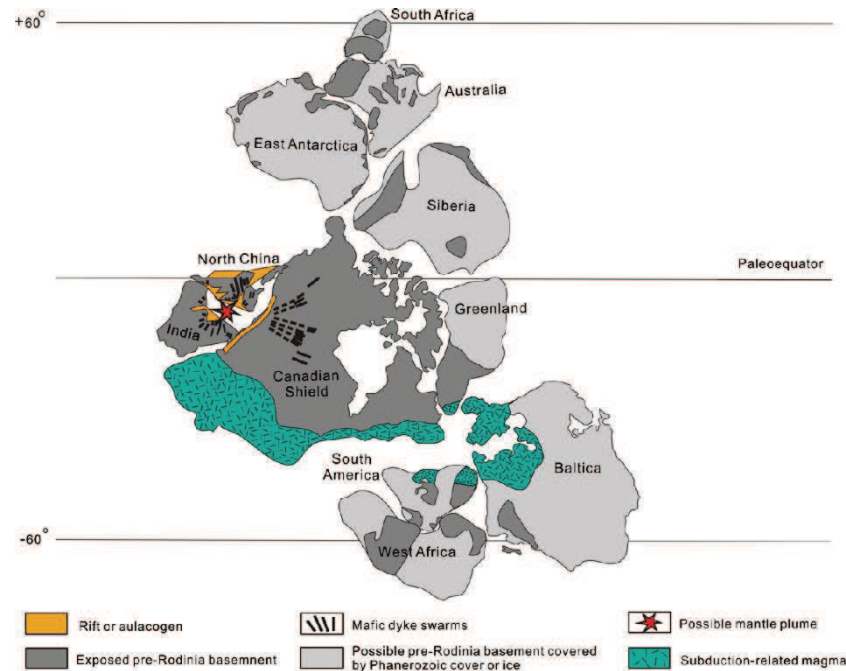 +60°
South Africa
Australia
East Antarctica
Siberia
North China
Paleoequator
Greenland
India
Canadian
Shield
South
America
Baltica
-60°
West Africa
Rift or aulacogen
Mafic dyke swarms
Possible mantle plume
Exposed pre-Rodinia basemnent
Possible pre-Rodinia basement covered
by Phanerozoic cover or ice
Subduction-related magma